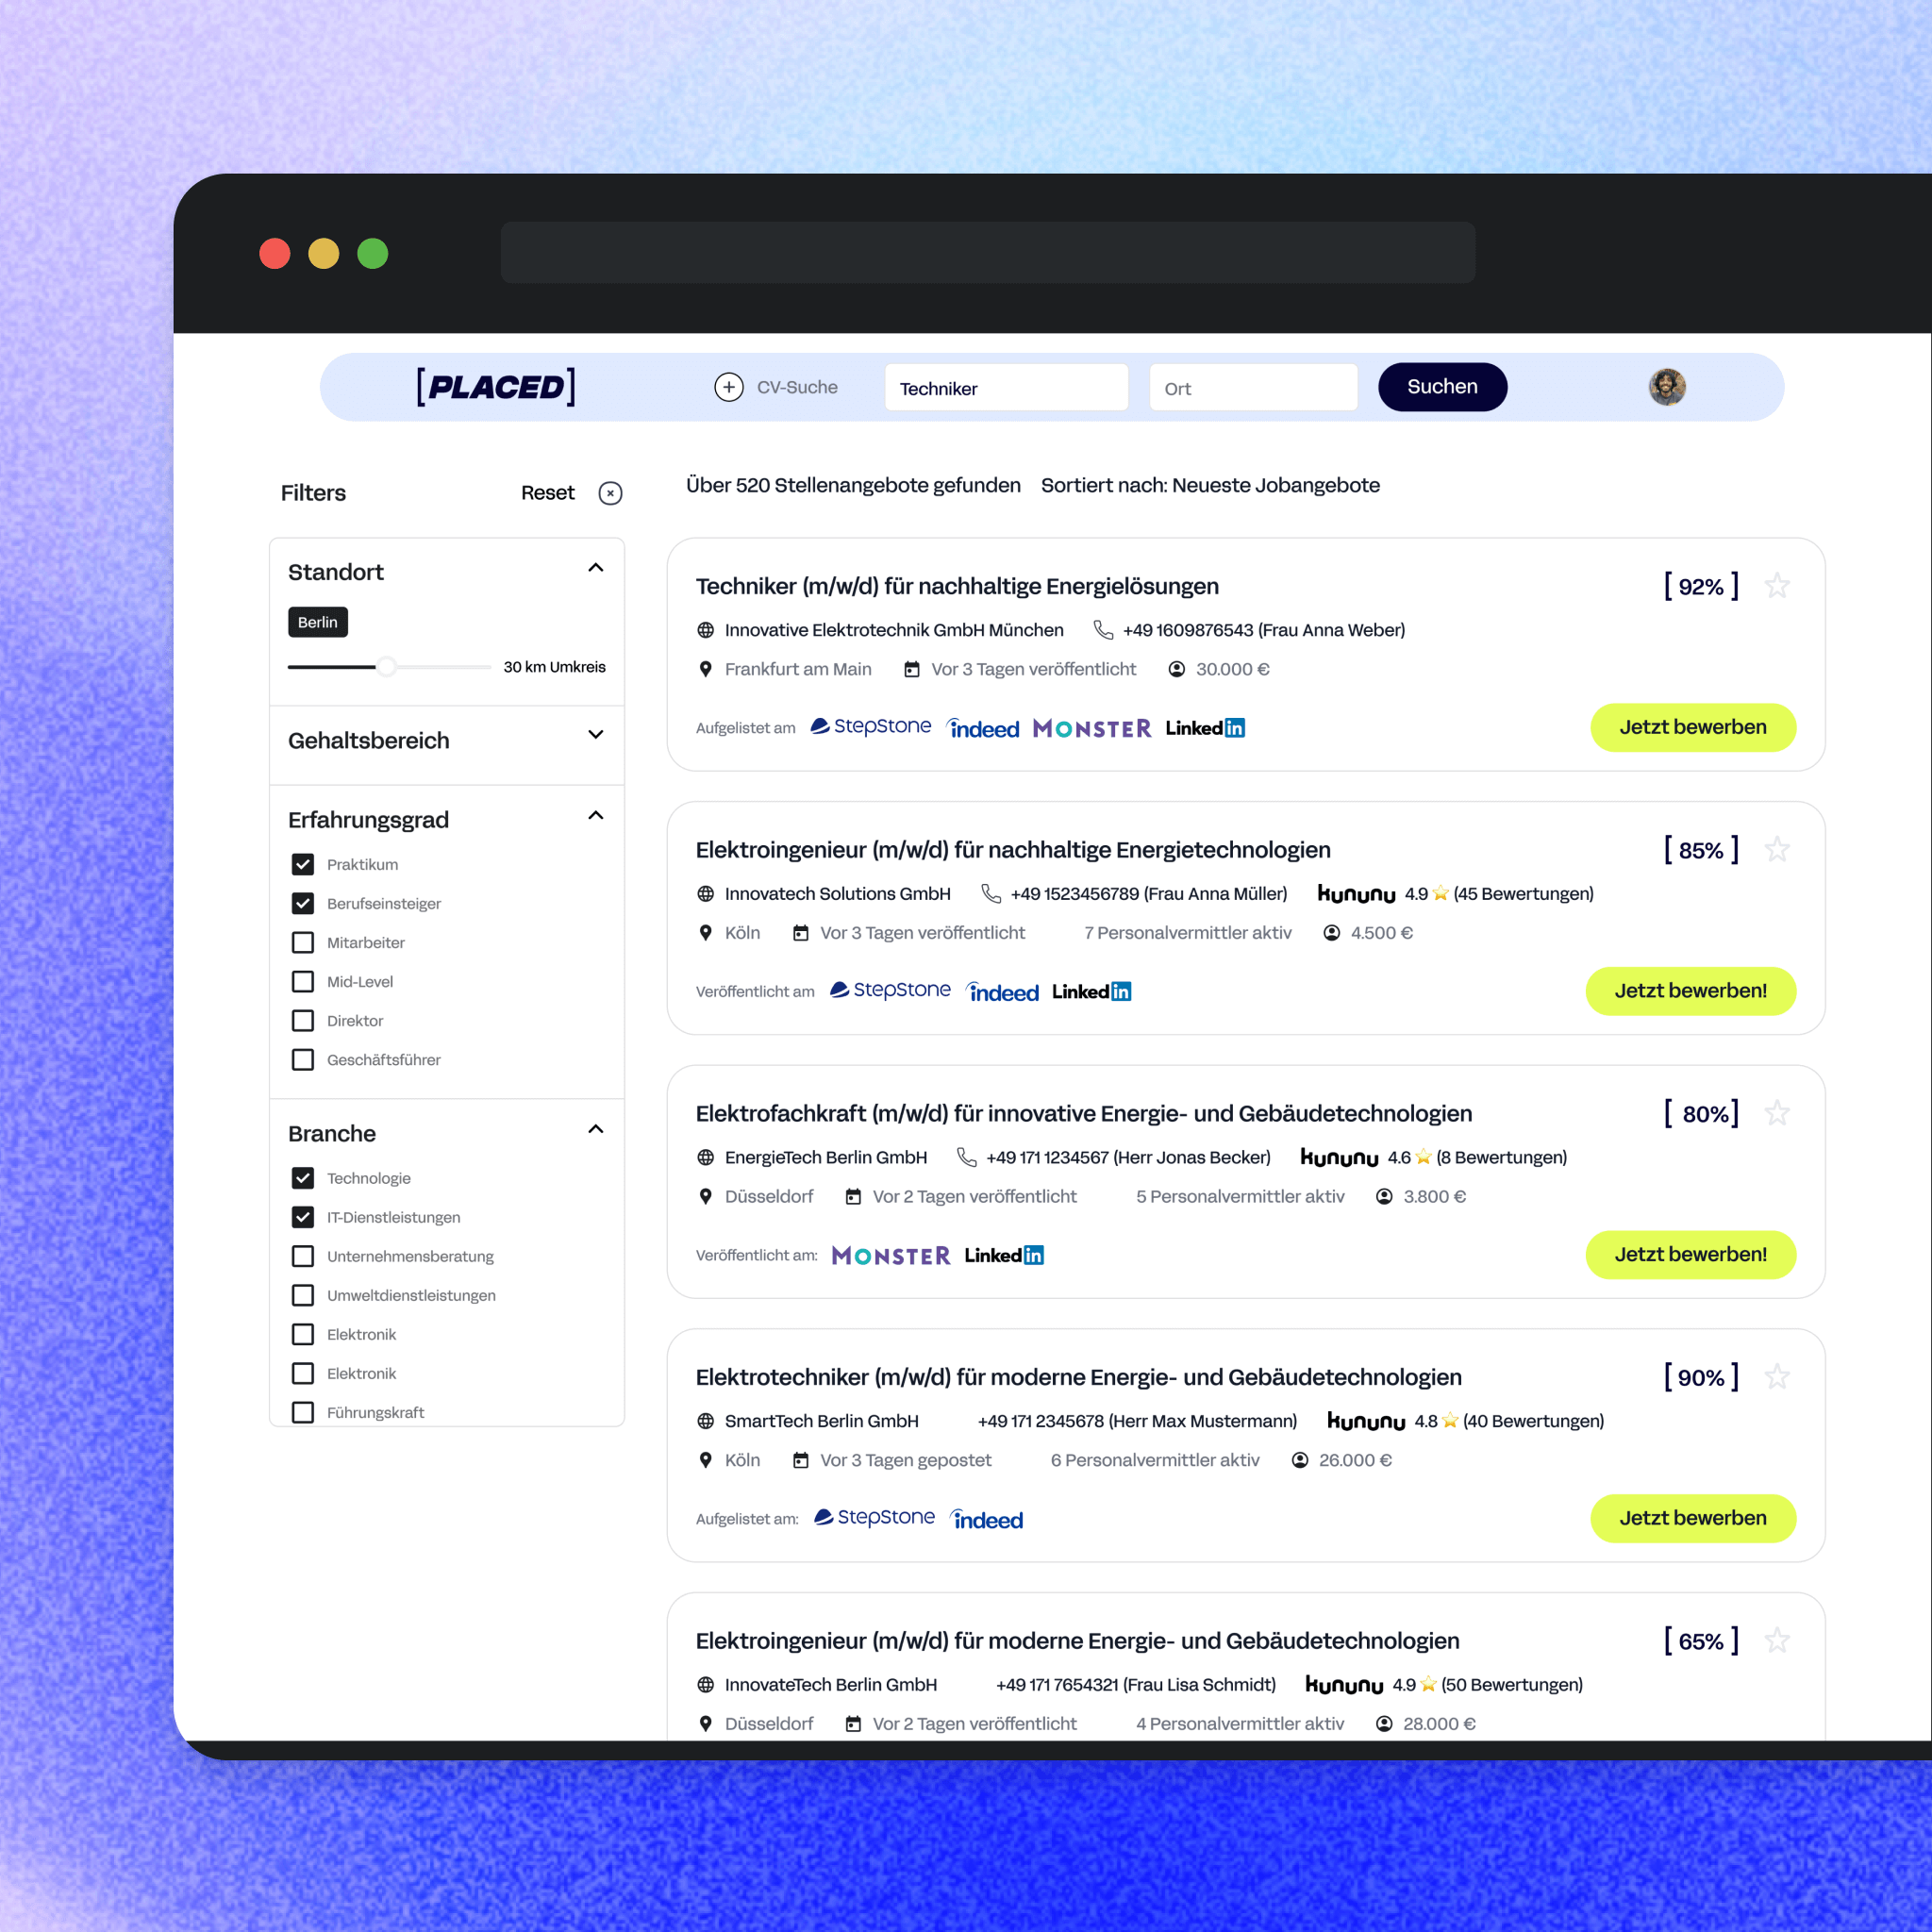 [PLACED] CV-Suche Techniker Ort Suchen
Filters Reset
Standort
Berlin
30 km Umkreis
Gehaltsbereich
Erfahrungsgrad
Praktikum
Berufseinsteiger
Mitarbeiter
Mid-Level
Direktor
Geschäftsführer
Branche
Technologie
IT-Dienstleistungen
Unternehmensberatung
Umweltdienstleistungen
Elektronik
Elektronik
Führungskraft
Über 520 Stellenangebote gefunden Sortiert nach: Neueste Jobangebote
Techniker (m/w/d) für nachhaltige Energielösungen [ 92% ]
Innovative Elektrotechnik GmbH München +49 1609876543 (Frau Anna Weber)
Frankfurt am Main Vor 3 Tagen veröffentlicht 30.000 €
Aufgelistet am StepStone indeed MONSTER LinkedIn Jetzt bewerben
Elektroingenieur (m/w/d) für nachhaltige Energietechnologien [ 85% ]
Innovatech Solutions GmbH +49 1523456789 (Frau Anna Müller) kununu 4.9 ⭐ (45 Bewertungen)
Köln Vor 3 Tagen veröffentlicht 7 Personalvermittler aktiv 4.500 €
Veröffentlicht am StepStone indeed LinkedIn Jetzt bewerben!
Elektrofachkraft (m/w/d) für innovative Energie- und Gebäudetechnologien [ 80%]
EnergieTech Berlin GmbH +49 171 1234567 (Herr Jonas Becker) kununu 4.6 ⭐ (8 Bewertungen)
Düsseldorf Vor 2 Tagen veröffentlicht 5 Personalvermittler aktiv 3.800 €
Veröffentlicht am: MONSTER LinkedIn Jetzt bewerben!
Elektrotechniker (m/w/d) für moderne Energie- und Gebäudetechnologien [ 90% ]
SmartTech Berlin GmbH +49 171 2345678 (Herr Max Mustermann) kununu 4.8 ⭐ (40 Bewertungen)
Köln Vor 3 Tagen gepostet 6 Personalvermittler aktiv 26.000 €
Aufgelistet am: StepStone indeed Jetzt bewerben
Elektroingenieur (m/w/d) für moderne Energie- und Gebäudetechnologien [ 65% ]
InnovateTech Berlin GmbH +49 171 7654321 (Frau Lisa Schmidt) kununu 4.9 ⭐ (50 Bewertungen)
Düsseldorf Vor 2 Tagen veröffentlicht 4 Personalvermittler aktiv 28.000 €